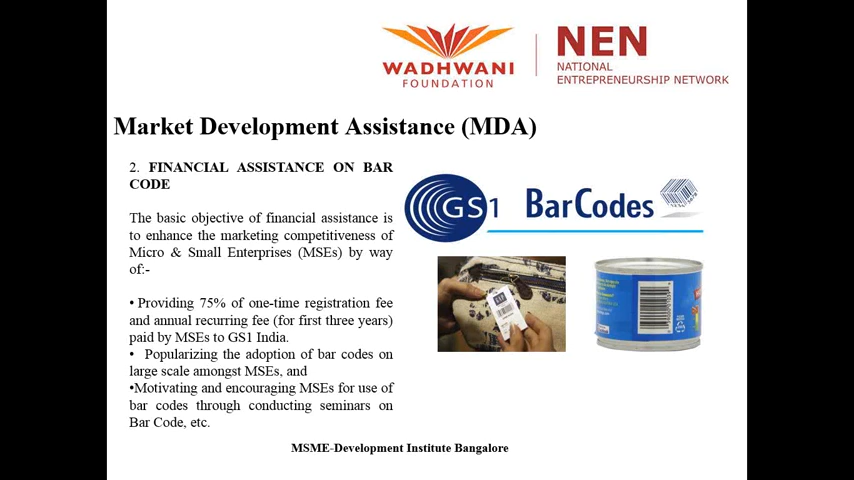 WADHWANI
FOUNDATION
NEN
NATIONAL
ENTREPRENEURSHIP NETWORK
Market Development Assistance (MDA)
2. FINANCIAL ASSISTANCE ON BAR
CODE
The basic objective of financial assistance is
to enhance the marketing competitiveness of
Micro & Small Enterprises (MSEs) by way
of:-
• Providing 75% of one-time registration fee
and annual recurring fee (for first three years)
paid by MSEs to GS1 India.
• Popularizing the adoption of bar codes on
large scale amongst MSEs, and
•Motivating and encouraging MSEs for use of
bar codes through conducting seminars on
Bar Code, etc.
GS1
BarCodes
GAP
MSME-Development Institute Bangalore